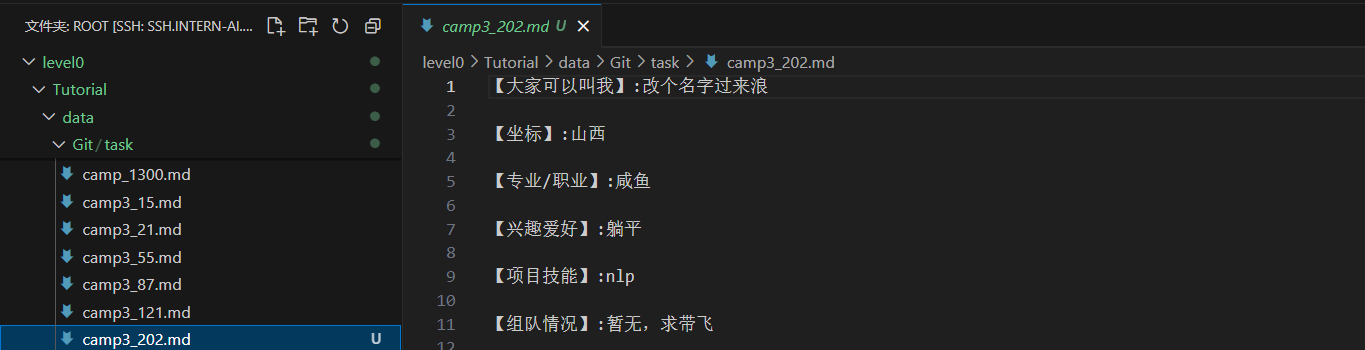 文件夹: ROOT [SSH: SSH.INTERN-AI....
level0
Tutorial
data
Git/task
camp_1300.md
camp3_15.md
camp3_21.md
camp3_55.md
camp3_87.md
camp3_121.md
camp3_202.md U
camp3_202.md U
level0 > Tutorial > data > Git > task > camp3_202.md
1 【大家可以叫我】:改个名字过来浪
2
3 【坐标】:山西
4
5 【专业/职业】:咸鱼
6
7 【兴趣爱好】:躺平
8
9 【项目技能】:nlp
10
11 【组队情况】:暂无，求带飞
12